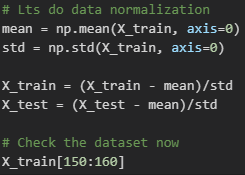 # Lts do data normalization
mean = np.mean(X_train, axis=0)
std = np.std(X_train, axis=0)
X_train = (X_train - mean)/std
X_test = (X_test - mean)/std
# Check the dataset now
X_train[150:160]